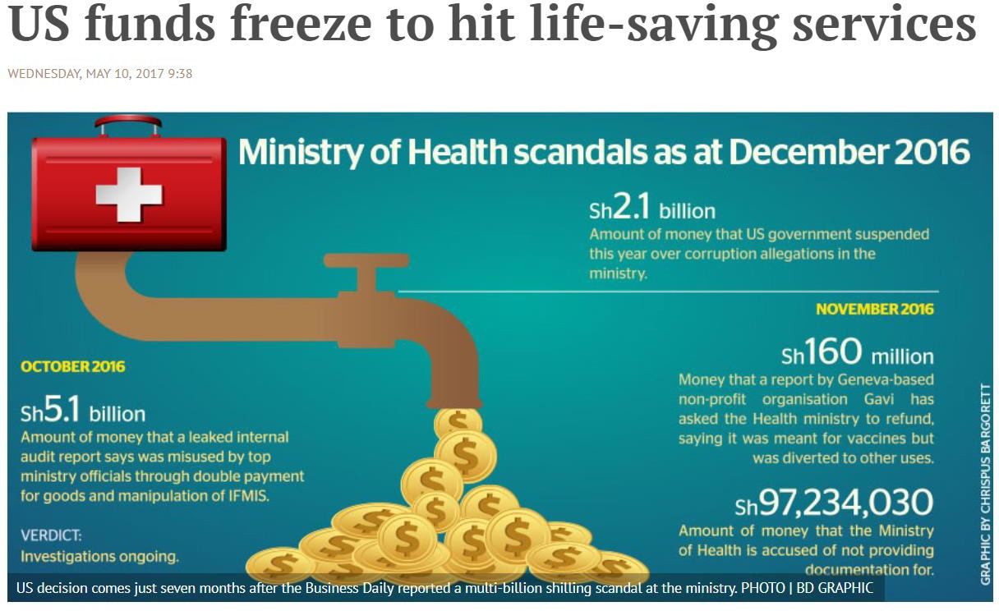 US funds freeze to hit life-saving services
WEDNESDAY, MAY 10, 2017 9:38
Ministry of Health scandals as at December 2016
Sh2.1 billion
Amount of money that US government suspended
this year over corruption allegations in the
ministry.
OCTOBER 2016
Sh5.1 billion
Amount of money that a leaked internal
audit report says was misused by top
ministry officials through double payment
for goods and manipulation of IFMIS.
VERDICT:
Investigations ongoing.
NOVEMBER 2016
Sh160 million
Money that a report by Geneva-based
non-profit organisation Gavi has
asked the Health ministry to refund,
saying it was meant for vaccines but
was diverted to other uses.
Sh97,234,030
Amount of money that the Ministry
of Health is accused of not providing
documentation for.
GRAPHIC BY CHRISPUS BARGORETT
US decision comes just seven months after the Business Daily reported a multi-billion shilling scandal at the ministry. PHOTO | BD GRAPHIC